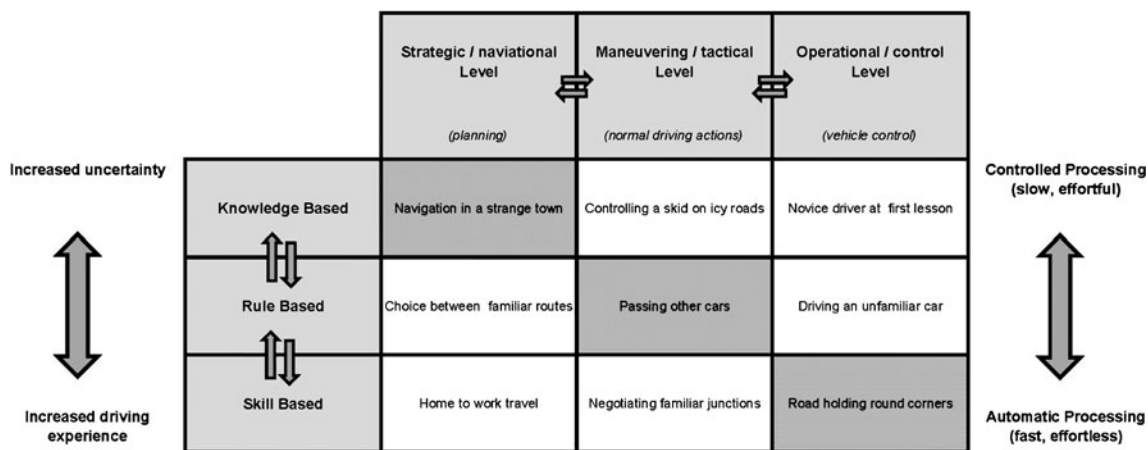 Strategic / naviational
Level
(planning)
Maneuvering / tactical
Level
(normal driving actions)
Operational / control
Level
(vehicle control)
Increased uncertainty
Increased driving
experience
Knowledge Based
Navigation in a strange town
Controlling a skid on icy roads
Novice driver at first lesson
Rule Based
Choice between familiar routes
Passing other cars
Driving an unfamiliar car
Skill Based
Home to work travel
Negotiating familiar junctions
Road holding round corners
Controlled Processing
(slow, effortful)
Automatic Processing
(fast, effortless)